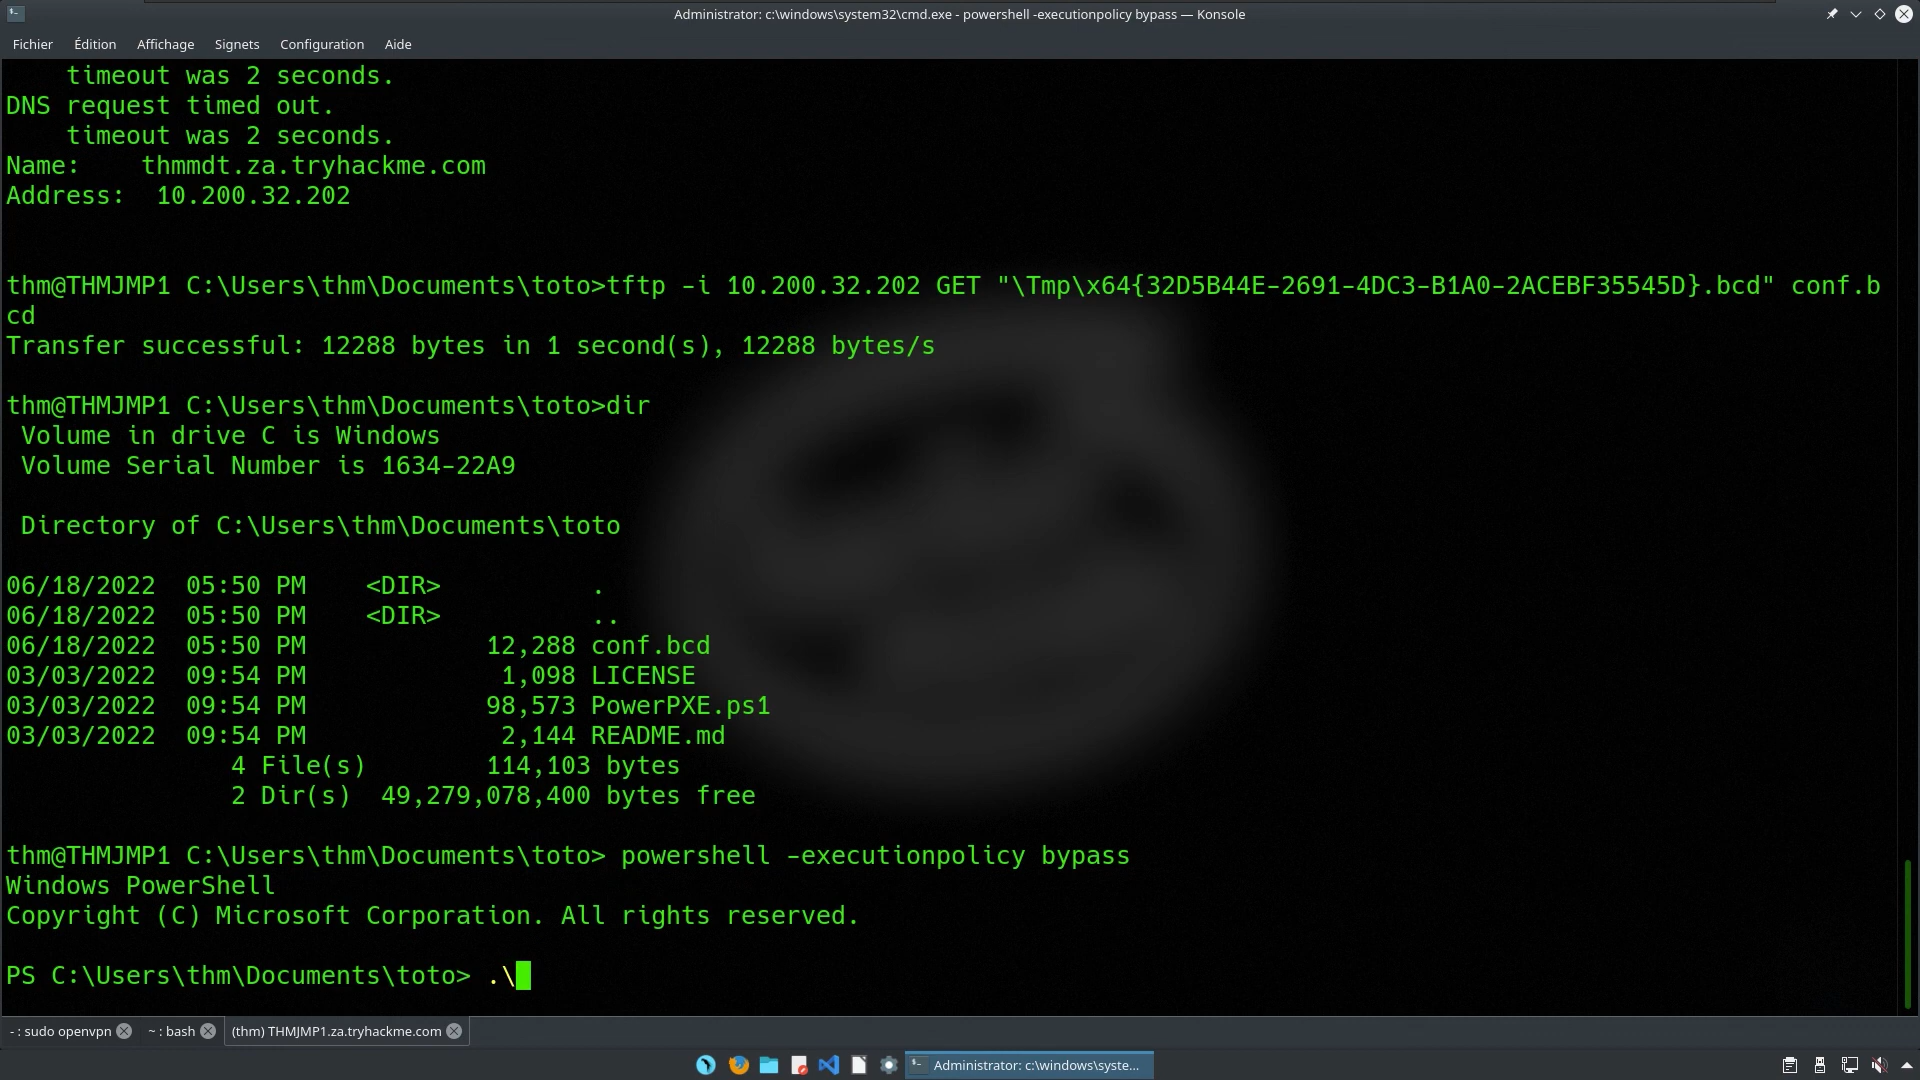 Administrator: c:\windows\system32\cmd.exe - powershell -executionpolicy bypass — Konsole
Fichier Édition Affichage Signets Configuration Aide
timeout was 2 seconds.
DNS request timed out.
timeout was 2 seconds.
Name: thmmdt.za.tryhackme.com
Address: 10.200.32.202
thm@THMJMP1 C:\Users\thm\Documents\toto>tftp -i 10.200.32.202 GET "\Tmp\x64{32D5B44E-2691-4DC3-B1A0-2ACEBF35545D}.bcd" conf.b
cd
Transfer successful: 12288 bytes in 1 second(s), 12288 bytes/s
thm@THMJMP1 C:\Users\thm\Documents\toto>dir
Volume in drive C is Windows
Volume Serial Number is 1634-22A9
Directory of C:\Users\thm\Documents\toto
06/18/2022 05:50 PM <DIR> .
06/18/2022 05:50 PM <DIR> ..
06/18/2022 05:50 PM 12,288 conf.bcd
03/03/2022 09:54 PM 1,098 LICENSE
03/03/2022 09:54 PM 98,573 PowerPXE.ps1
03/03/2022 09:54 PM 2,144 README.md
4 File(s) 114,103 bytes
2 Dir(s) 49,279,078,400 bytes free
thm@THMJMP1 C:\Users\thm\Documents\toto> powershell -executionpolicy bypass
Windows PowerShell
Copyright (C) Microsoft Corporation. All rights reserved.
PS C:\Users\thm\Documents\toto> .\
- : sudo openvpn ~ : bash (thm) THMJMP1.za.tryhackme.com
Administrator: c:\windows\syste...